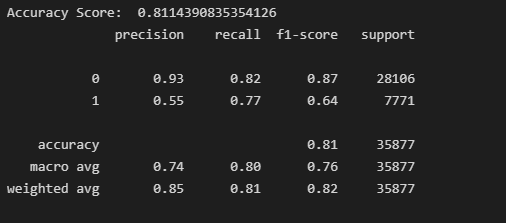 Accuracy Score:  0.8114390835354126
              precision    recall  f1-score   support

           0       0.93      0.82      0.87     28106
           1       0.55      0.77      0.64      7771

    accuracy                           0.81     35877
   macro avg       0.74      0.80      0.76     35877
weighted avg       0.85      0.81      0.82     35877